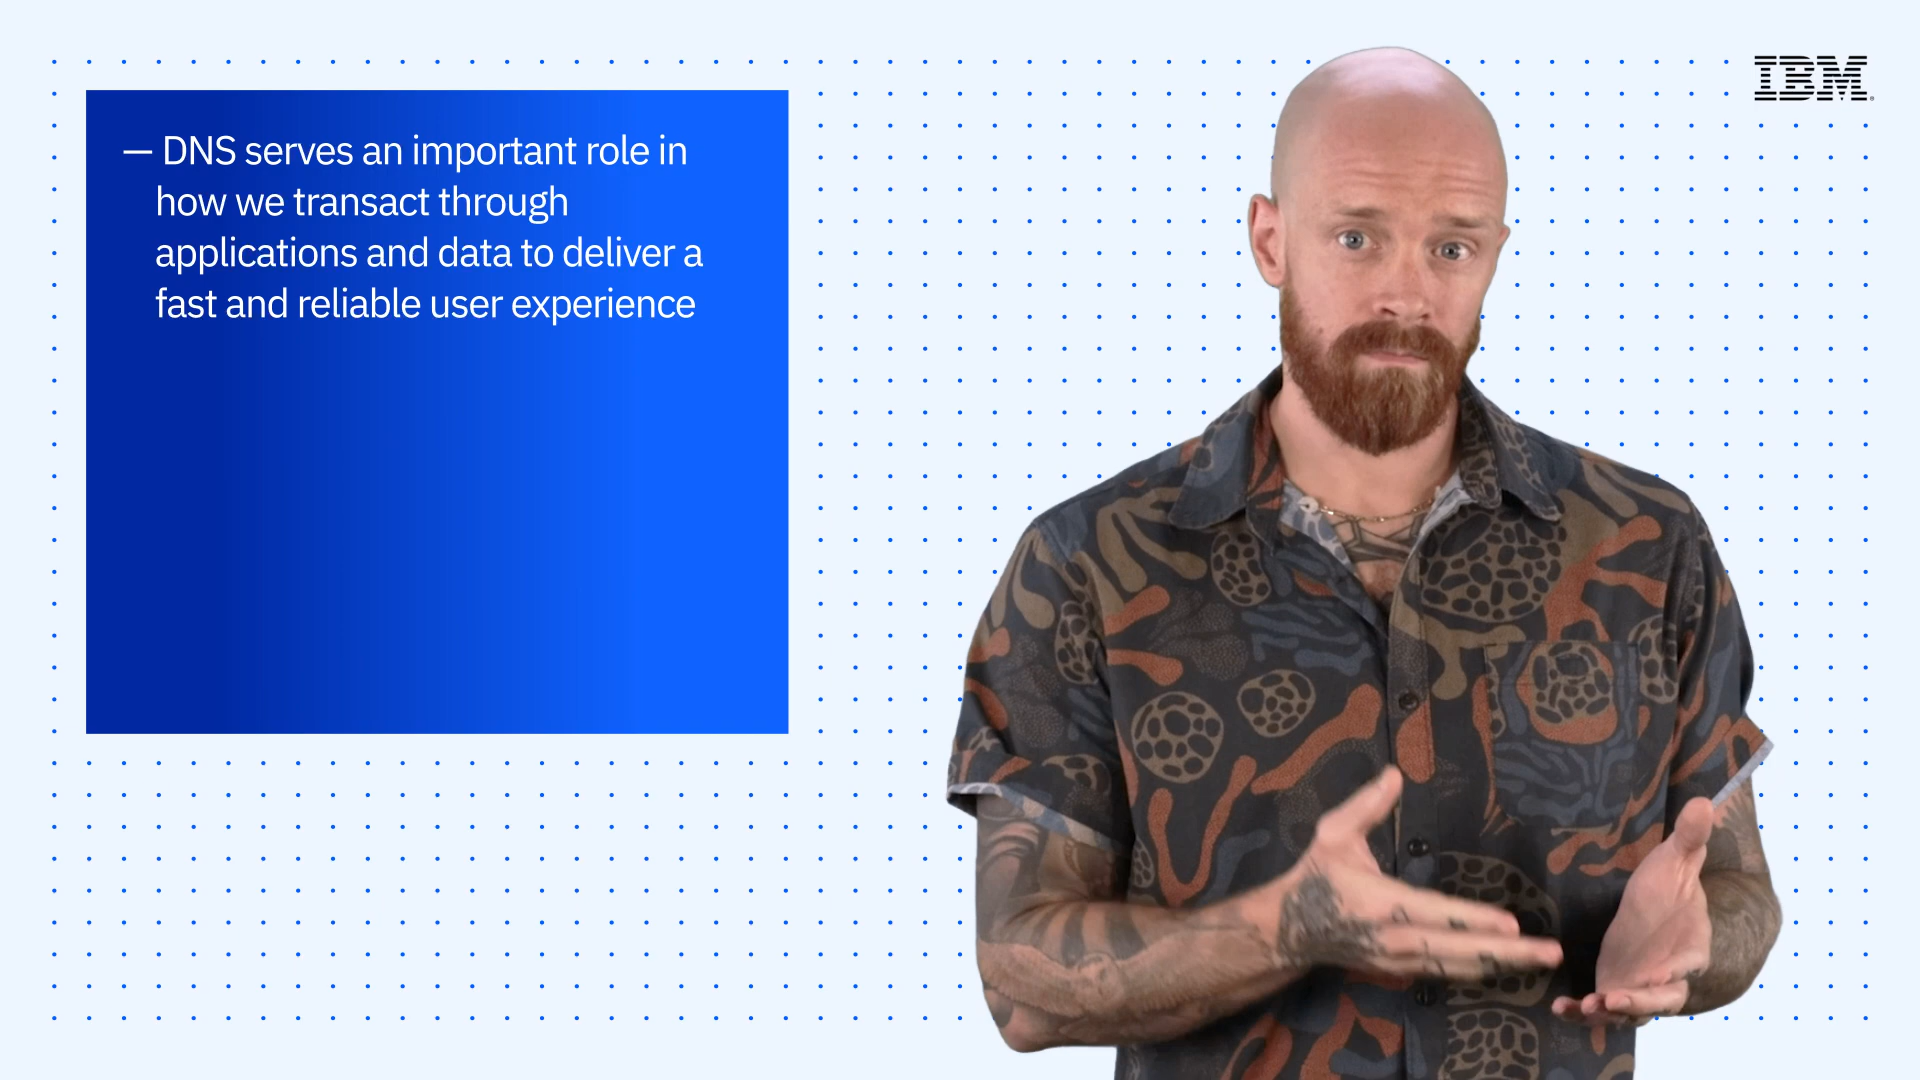 IBM
— DNS serves an important role in
how we transact through
applications and data to deliver a
fast and reliable user experience